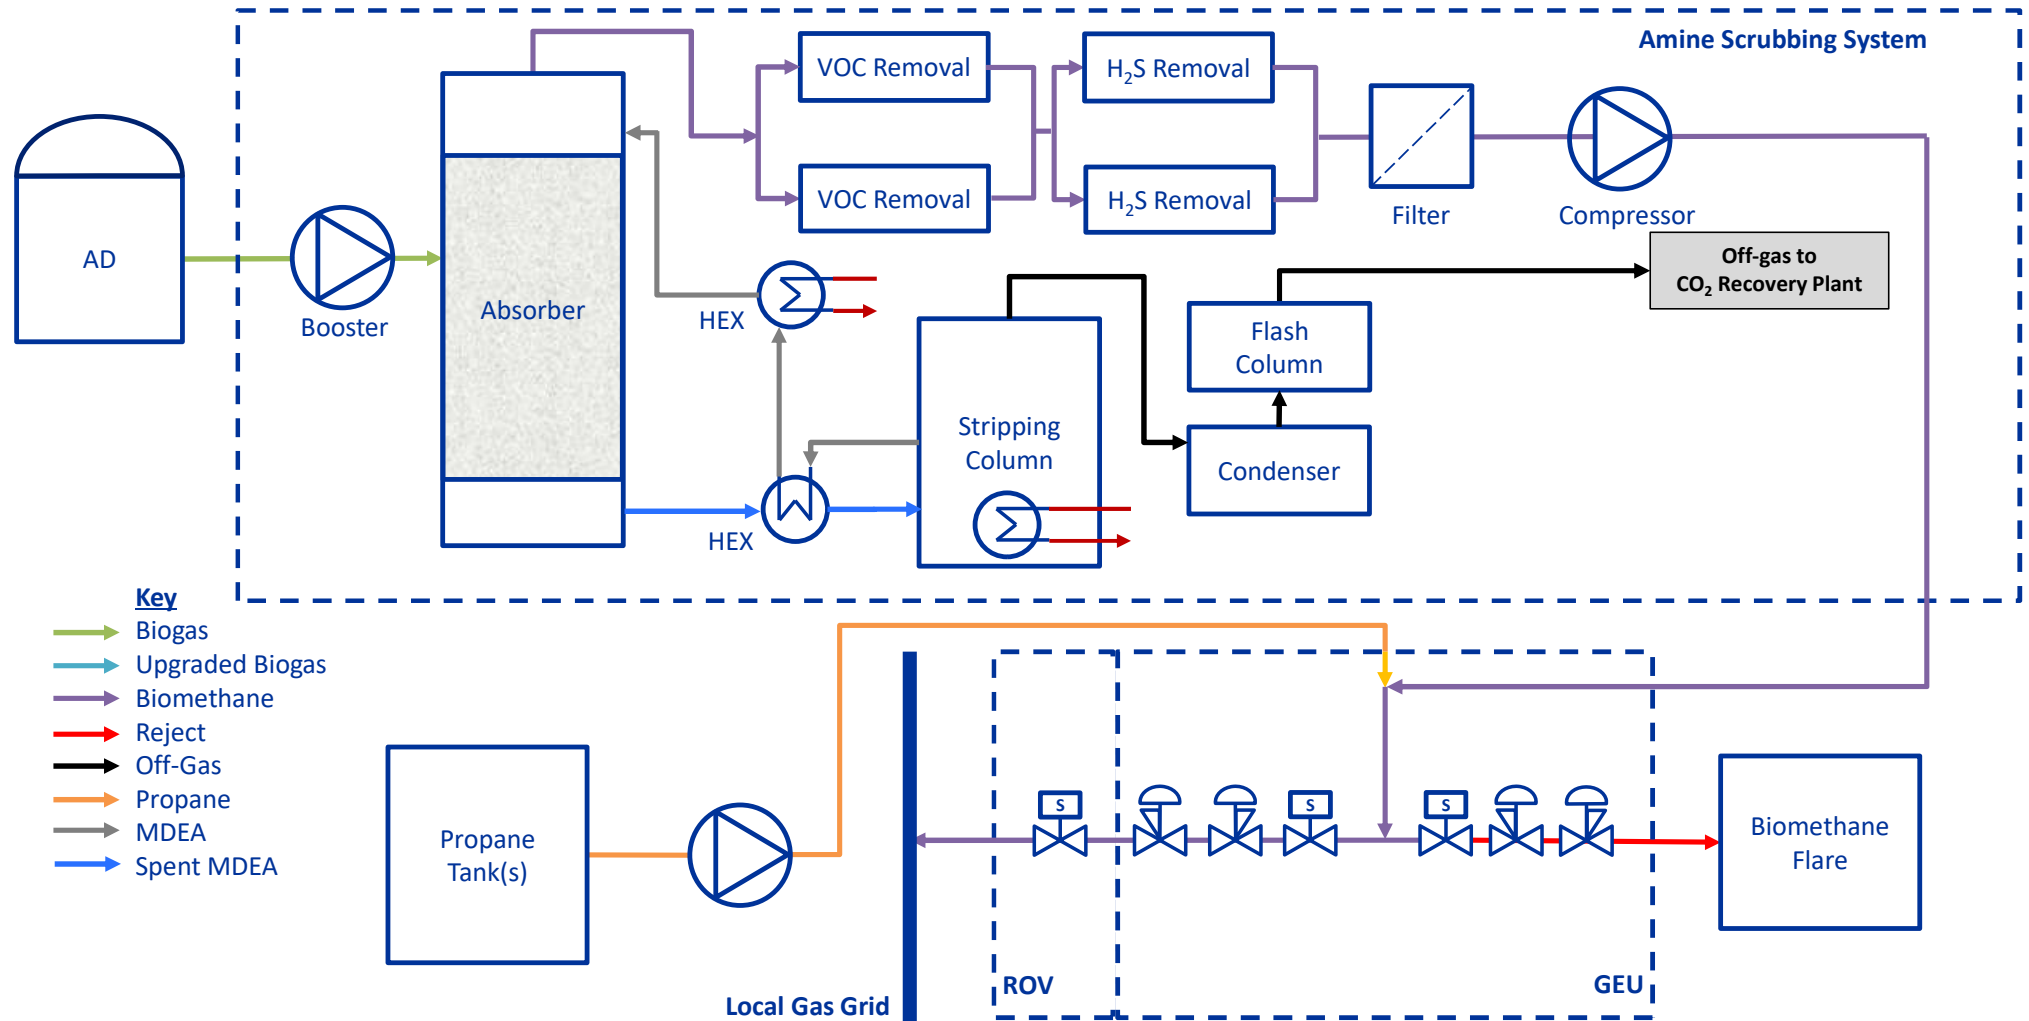 Amine Scrubbing System
VOC Removal
H₂S Removal
VOC Removal
H₂S Removal
Filter
Compressor
AD
Booster
Absorber
HEX
HEX
Stripping
Column
Flash
Column
Condenser
Off-gas to
CO₂ Recovery Plant
Key
Biogas
Upgraded Biogas
Biomethane
Reject
Off-Gas
Propane
MDEA
Spent MDEA
Propane
Tank(s)
Local Gas Grid
S
S
S
ROV
GEU
Biomethane
Flare